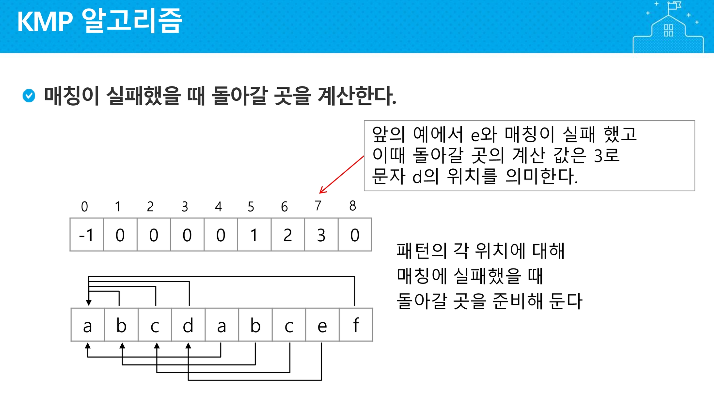 KMP 알고리즘
매칭이 실패했을 때 돌아갈 곳을 계산한다.
앞의 예에서 e와 매칭이 실패 했고
이때 돌아갈 곳의 계산 값은 3로
문자 d의 위치를 의미한다.
0 1 2 3 4 5 6 7 8
-1 0 0 0 0 1 2 3 0
패턴의 각 위치에 대해
매칭에 실패했을 때
돌아갈 곳을 준비해 둔다
a b c d a b c e f